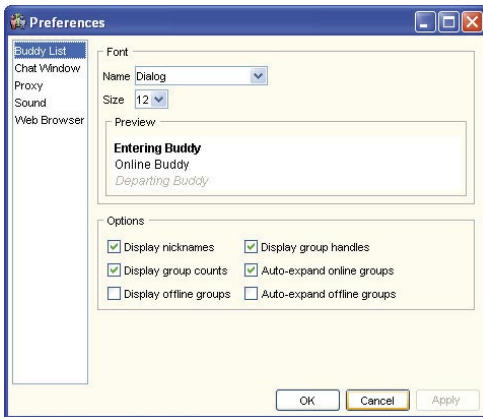 Preferences
Buddy List
Chat Window
Proxy
Sound
Web Browser
Font
Name Dialog
Size 12
Preview
Entering Buddy
Online Buddy
Departing Buddy
Options
Display nicknames Display group handles
Display group counts Auto-expand online groups
Display offline groups Auto-expand offline groups
OK Cancel Apply